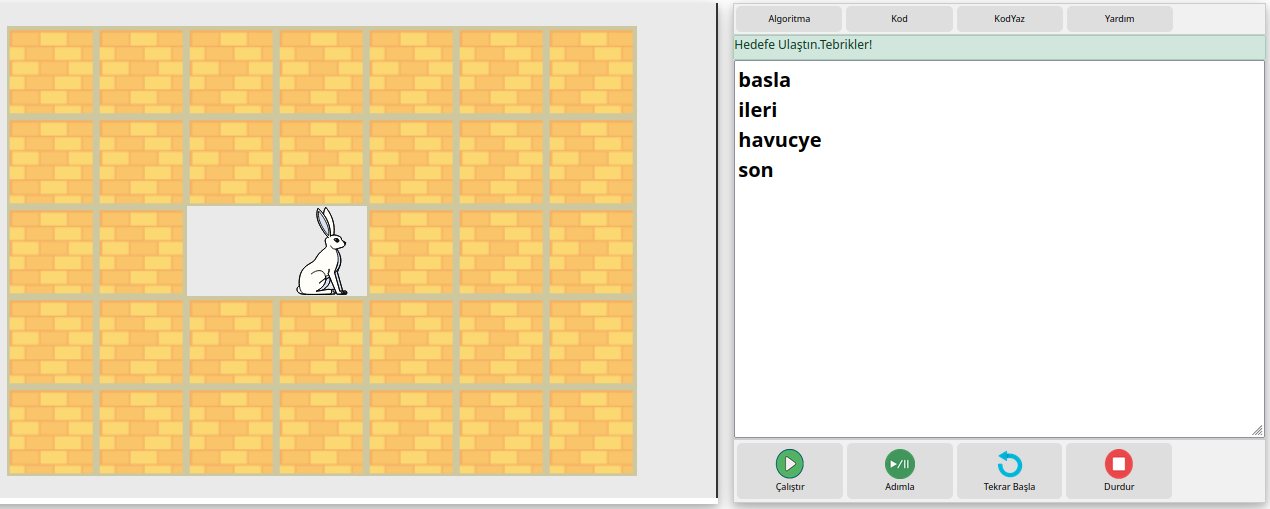 Algoritma
Kod
KodYaz
Yardım
Hedefe Ulaştın.Tebrikler!
basla
ileri
havucye
son
Çalıştır
Adımla
Tekrar Başla
Durdur